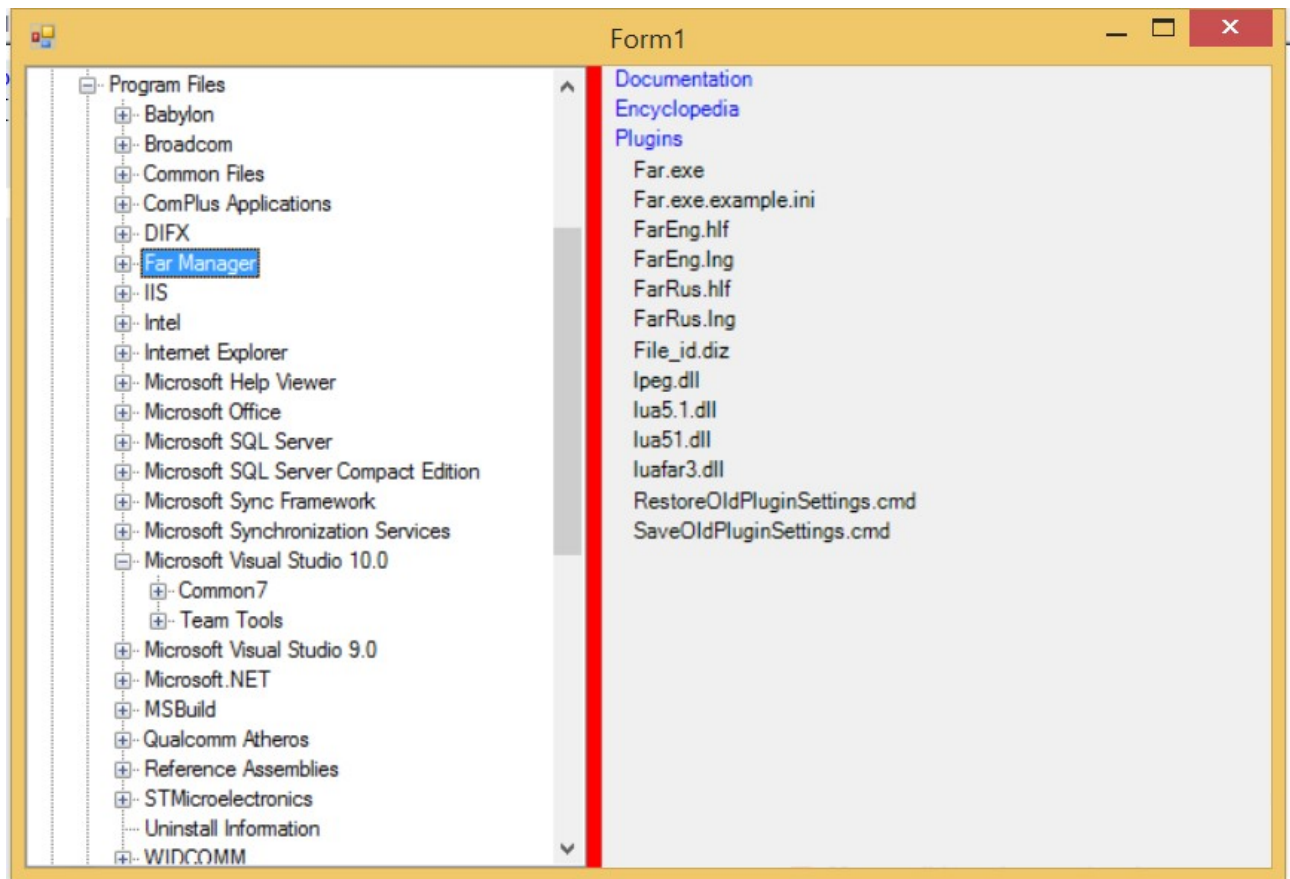 Form1
Program Files
Babylon
Broadcom
Common Files
ComPlus Applications
DIFX
Far Manager
IIS
Intel
Internet Explorer
Microsoft Help Viewer
Microsoft Office
Microsoft SQL Server
Microsoft SQL Server Compact Edition
Microsoft Sync Framework
Microsoft Synchronization Services
Microsoft Visual Studio 10.0
Common7
Team Tools
Microsoft Visual Studio 9.0
Microsoft.NET
MSBuild
Qualcomm Atheros
Reference Assemblies
STMicroelectronics
Uninstall Information
WIDCOMM
Documentation
Encyclopedia
Plugins
Far.exe
Far.exe.example.ini
FarEng.hlf
FarEng.lng
FarRus.hlf
FarRus.lng
File_id.diz
lpeg.dll
lua5.1.dll
lua51.dll
luafar3.dll
RestoreOldPluginSettings.cmd
SaveOldPluginSettings.cmd